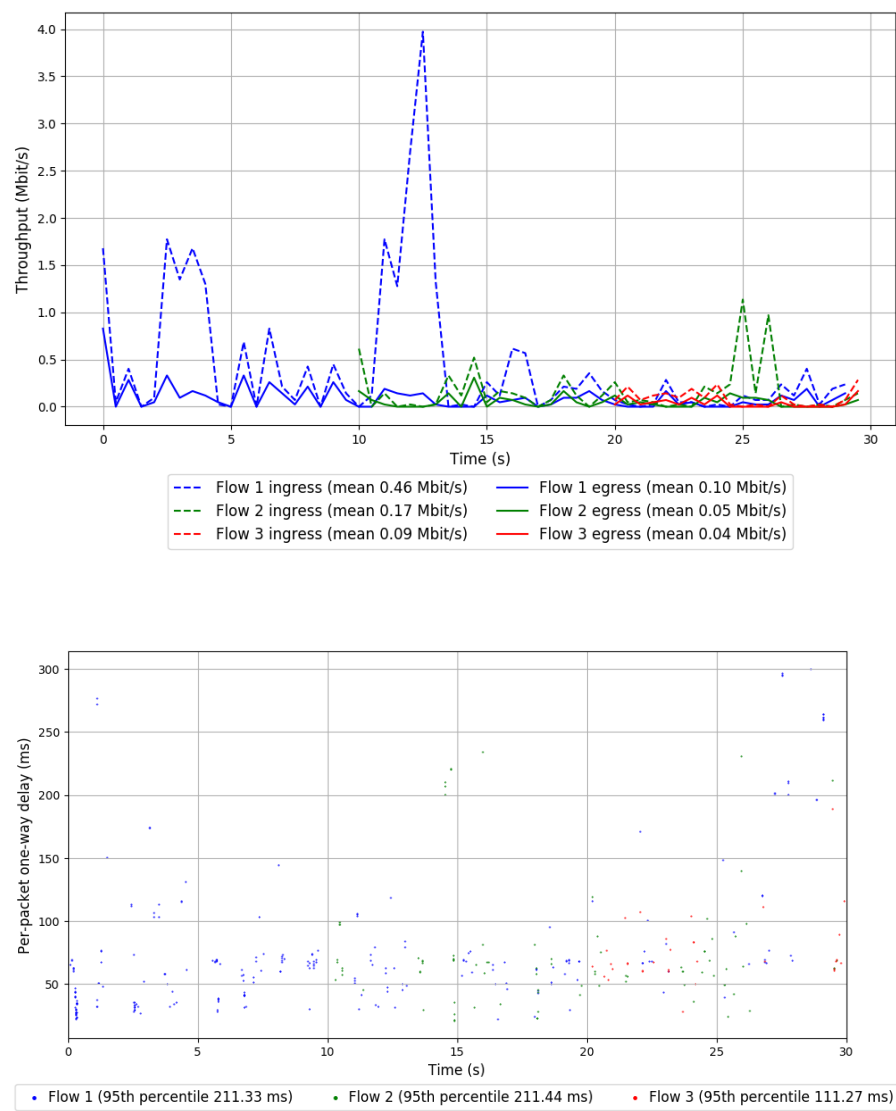 4.0
3.5
3.0
2.5
2.0
1.5
1.0
0.5
0.0
Throughput (Mbit/s)
0 5 10 15 20 25 30
Time (s)
Flow 1 ingress (mean 0.46 Mbit/s) Flow 1 egress (mean 0.10 Mbit/s)
Flow 2 ingress (mean 0.17 Mbit/s) Flow 2 egress (mean 0.05 Mbit/s)
Flow 3 ingress (mean 0.09 Mbit/s) Flow 3 egress (mean 0.04 Mbit/s)
300
250
200
150
100
50
Per-packet one-way delay (ms)
0 5 10 15 20 25 30
Time (s)
Flow 1 (95th percentile 211.33 ms) Flow 2 (95th percentile 211.44 ms) Flow 3 (95th percentile 111.27 ms)